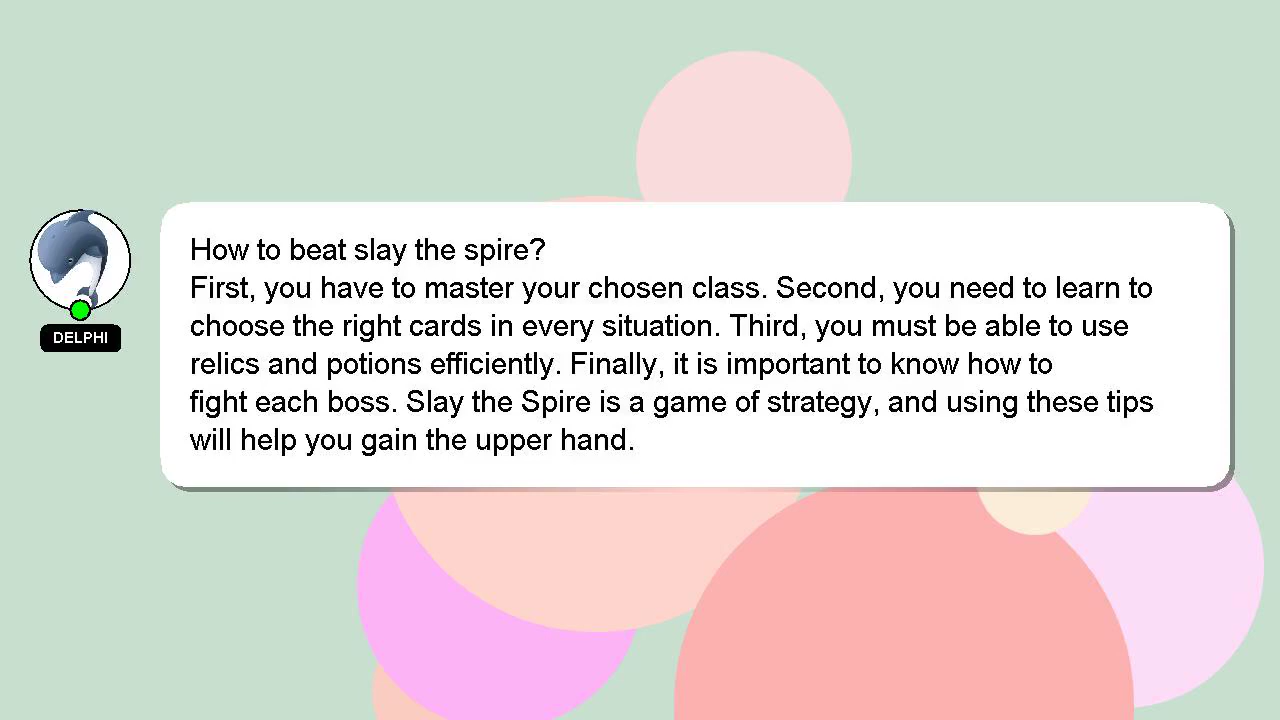 How to beat slay the spire?
First, you have to master your chosen class. Second, you need to learn to
choose the right cards in every situation. Third, you must be able to use
relics and potions efficiently. Finally, it is important to know how to
fight each boss. Slay the Spire is a game of strategy, and using these tips
will help you gain the upper hand.
DELPHI